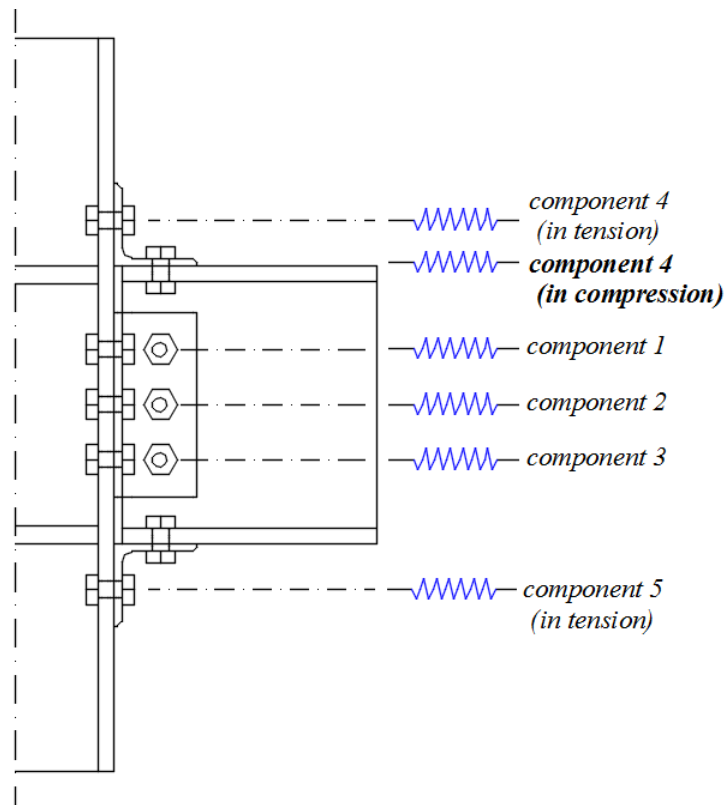 component 4
(in tension)
component 4
(in compression)
component 1
component 2
component 3
component 5
(in tension)